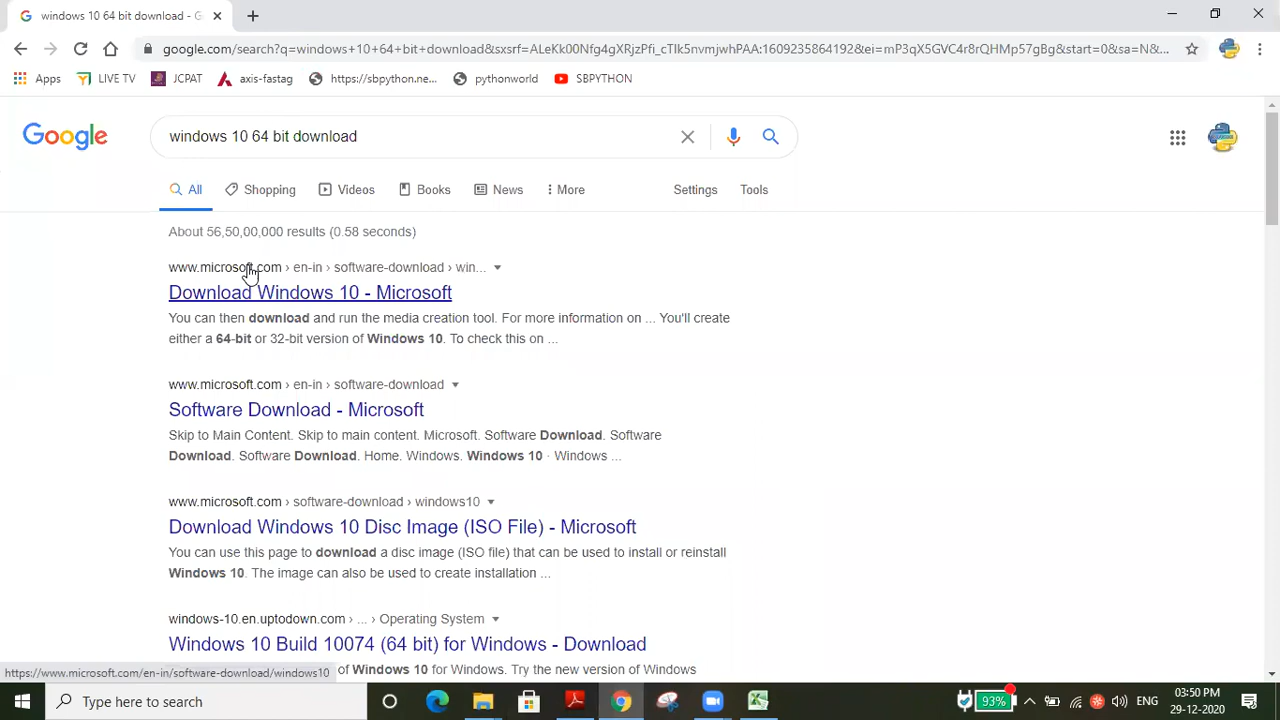 windows 10 64 bit download - G
google.com/search?q=windows+10+64+bit+download&sxsrf=ALeKk00Nfg4gXRjzPfi_cTlk5nvmjwhPAA:1609235864192&ei=mP3qX5GVC4r8rQHMp57gBg&start=0&sa=N&...
Apps LIVE TV JCPAT axis-fastag https://sbpython.ne... pythonworld SBPYTHON
Google windows 10 64 bit download
All Shopping Videos Books News More Settings Tools
About 56,50,00,000 results (0.58 seconds)
www.microsoft.com › en-in › software-download › win...
Download Windows 10 - Microsoft
You can then download and run the media creation tool. For more information on ... You'll create
either a 64-bit or 32-bit version of Windows 10. To check this on ...
www.microsoft.com › en-in › software-download
Software Download - Microsoft
Skip to Main Content. Skip to main content. Microsoft. Software Download. Software
Download. Software Download. Home. Windows. Windows 10 · Windows ...
www.microsoft.com › software-download › windows10
Download Windows 10 Disc Image (ISO File) - Microsoft
You can use this page to download a disc image (ISO file) that can be used to install or reinstall
Windows 10. The image can also be used to create installation ...
windows-10.en.uptodown.com › ... › Operating System
Windows 10 Build 10074 (64 bit) for Windows - Download
of Windows 10 for Windows. Try the new version of Windows
https://www.microsoft.com/en-in/software-download/windows10
Type here to search 93% ENG 03:50 PM
29-12-2020